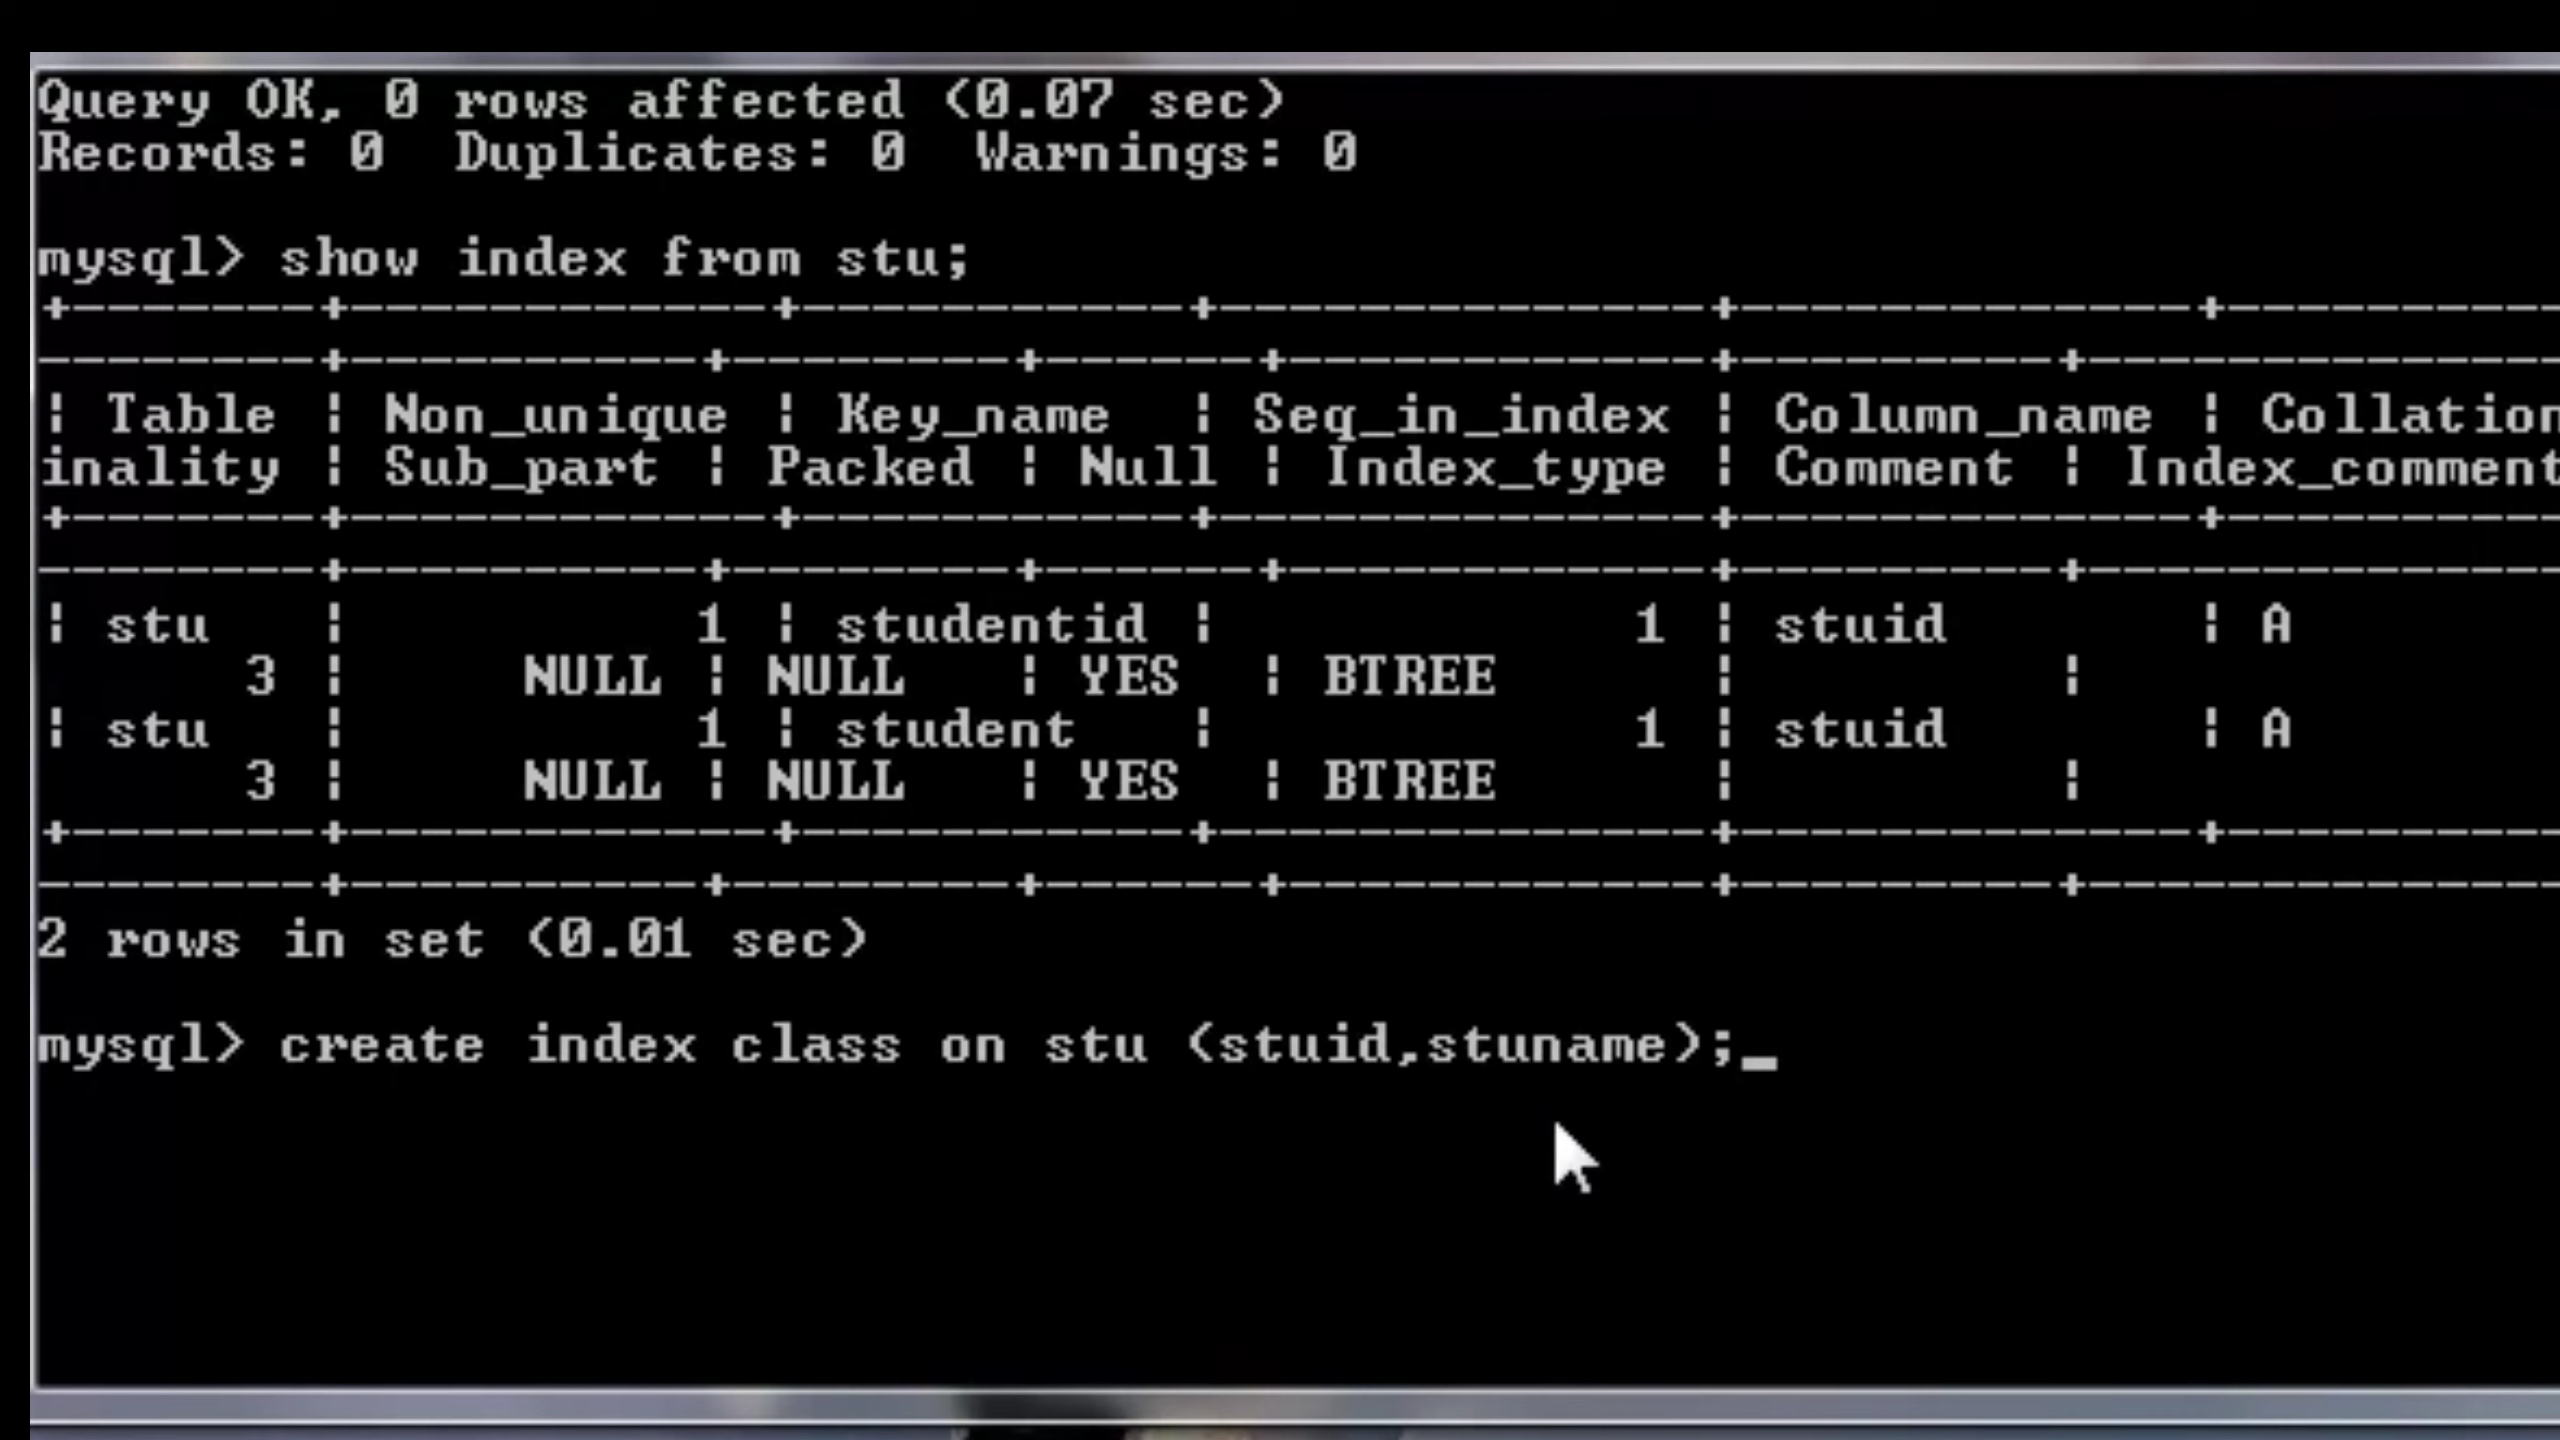 Query OK, 0 rows affected (0.07 sec)
Records: 0  Duplicates: 0  Warnings: 0
mysql> show index from stu;
+--------+------------+-----------+--------------+-------------+----------
--------+----------+--------+------+------------+---------+--------------
| Table | Non_unique | Key_name | Seq_in_index | Column_name | Collation
inality | Sub_part | Packed | Null | Index_type | Comment | Index_comment
+--------+------------+-----------+--------------+-------------+----------
--------+----------+--------+------+------------+---------+--------------
| stu | 1 | studentid | 1 | stuid | A
3 | NULL | NULL | YES | BTREE | |
| stu | 1 | student | 1 | stuid | A
3 | NULL | NULL | YES | BTREE | |
+--------+------------+-----------+--------------+-------------+----------
--------+----------+--------+------+------------+---------+--------------
2 rows in set (0.01 sec)
mysql> create index class on stu (stuid,stuname);_